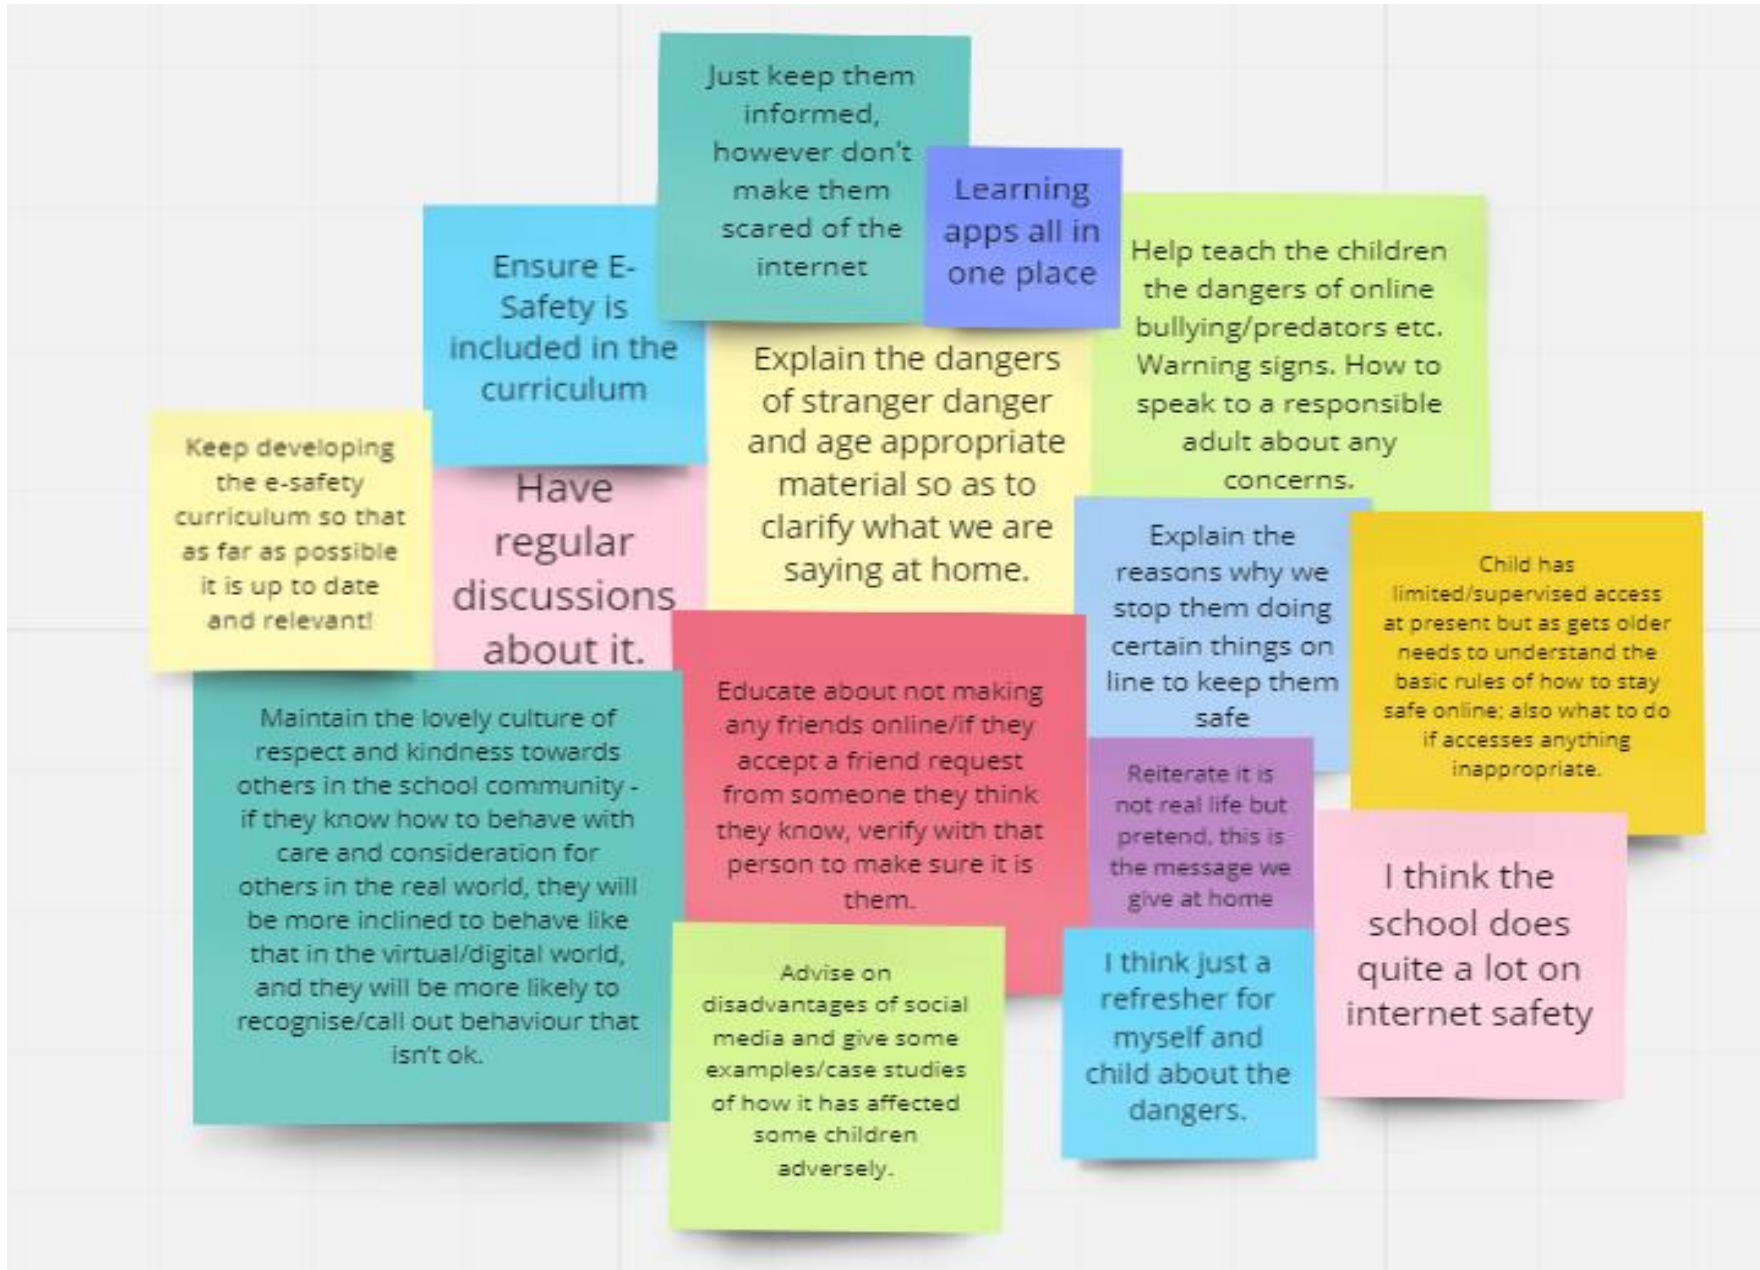 Just keep them
informed,
however don't
make them
scared of the
internet
Learning
apps all in
one place
Ensure E-
Safety is
included in the
curriculum
Help teach the children
the dangers of online
bullying/predators etc.
Warning signs. How to
speak to a responsible
adult about any
concerns.
Explain the dangers
of stranger danger
and age appropriate
material so as to
clarify what we are
saying at home.
Keep developing
the e-safety
curriculum so that
as far as possible
it is up to date
and relevant!
Have
regular
discussions
about it.
Explain the
reasons why we
stop them doing
certain things on
line to keep them
safe
Child has
limited/supervised access
at present but as gets older
needs to understand the
basic rules of how to stay
safe online; also what to do
if accesses anything
inappropriate.
Maintain the lovely culture of
respect and kindness towards
others in the school community -
if they know how to behave with
care and consideration for
others in the real world, they will
be more inclined to behave like
that in the virtual/digital world,
and they will be more likely to
recognise/call out behaviour that
isn't ok.
Educate about not making
any friends online/if they
accept a friend request
from someone they think
they know, verify with that
person to make sure it is
them.
Reiterate it is
not real life but
pretend, this is
the message we
give at home
I think the
school does
quite a lot on
internet safety
Advise on
disadvantages of social
media and give some
examples/case studies
of how it has affected
some children
adversely.
I think just a
refresher for
myself and
child about the
dangers.